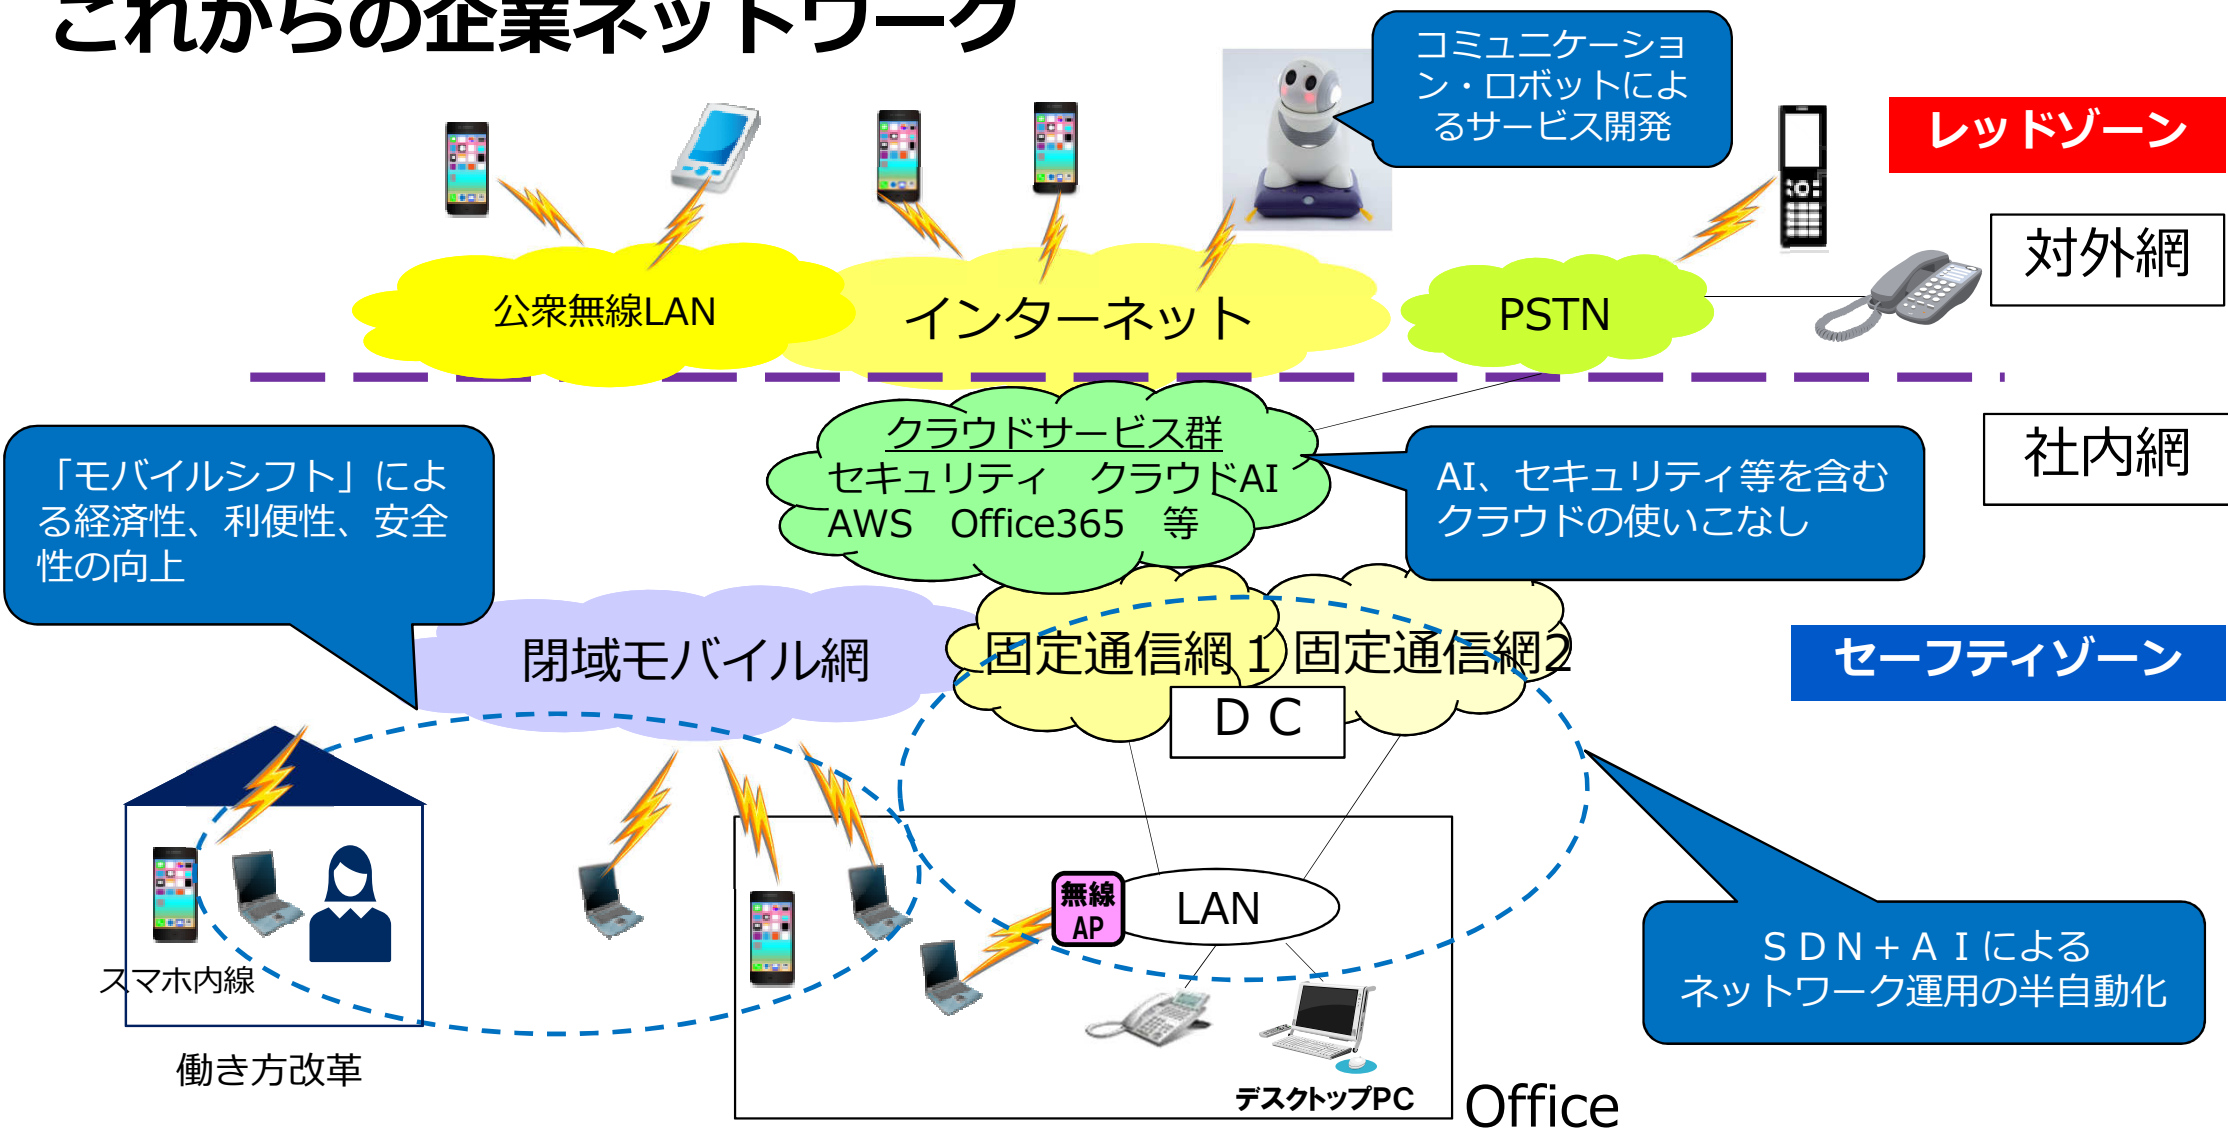 これからの企業ネットワーク
コミュニケーショ
ン・ロボットによ
るサービス開発
レッドゾーン
対外網
公衆無線LAN
インターネット
PSTN
クラウドサービス群
セキュリティ　クラウドAI
AWS　Office365　等
「モバイルシフト」によ
る経済性、利便性、安全
性の向上
AI、セキュリティ等を含む
クラウドの使いこなし
社内網
閉域モバイル網
固定通信網１
固定通信網2
ＤＣ
セーフティゾーン
無線
AP
LAN
スマホ内線
働き方改革
ＳＤＮ＋ＡＩによる
ネットワーク運用の半自動化
デスクトップPC
Office